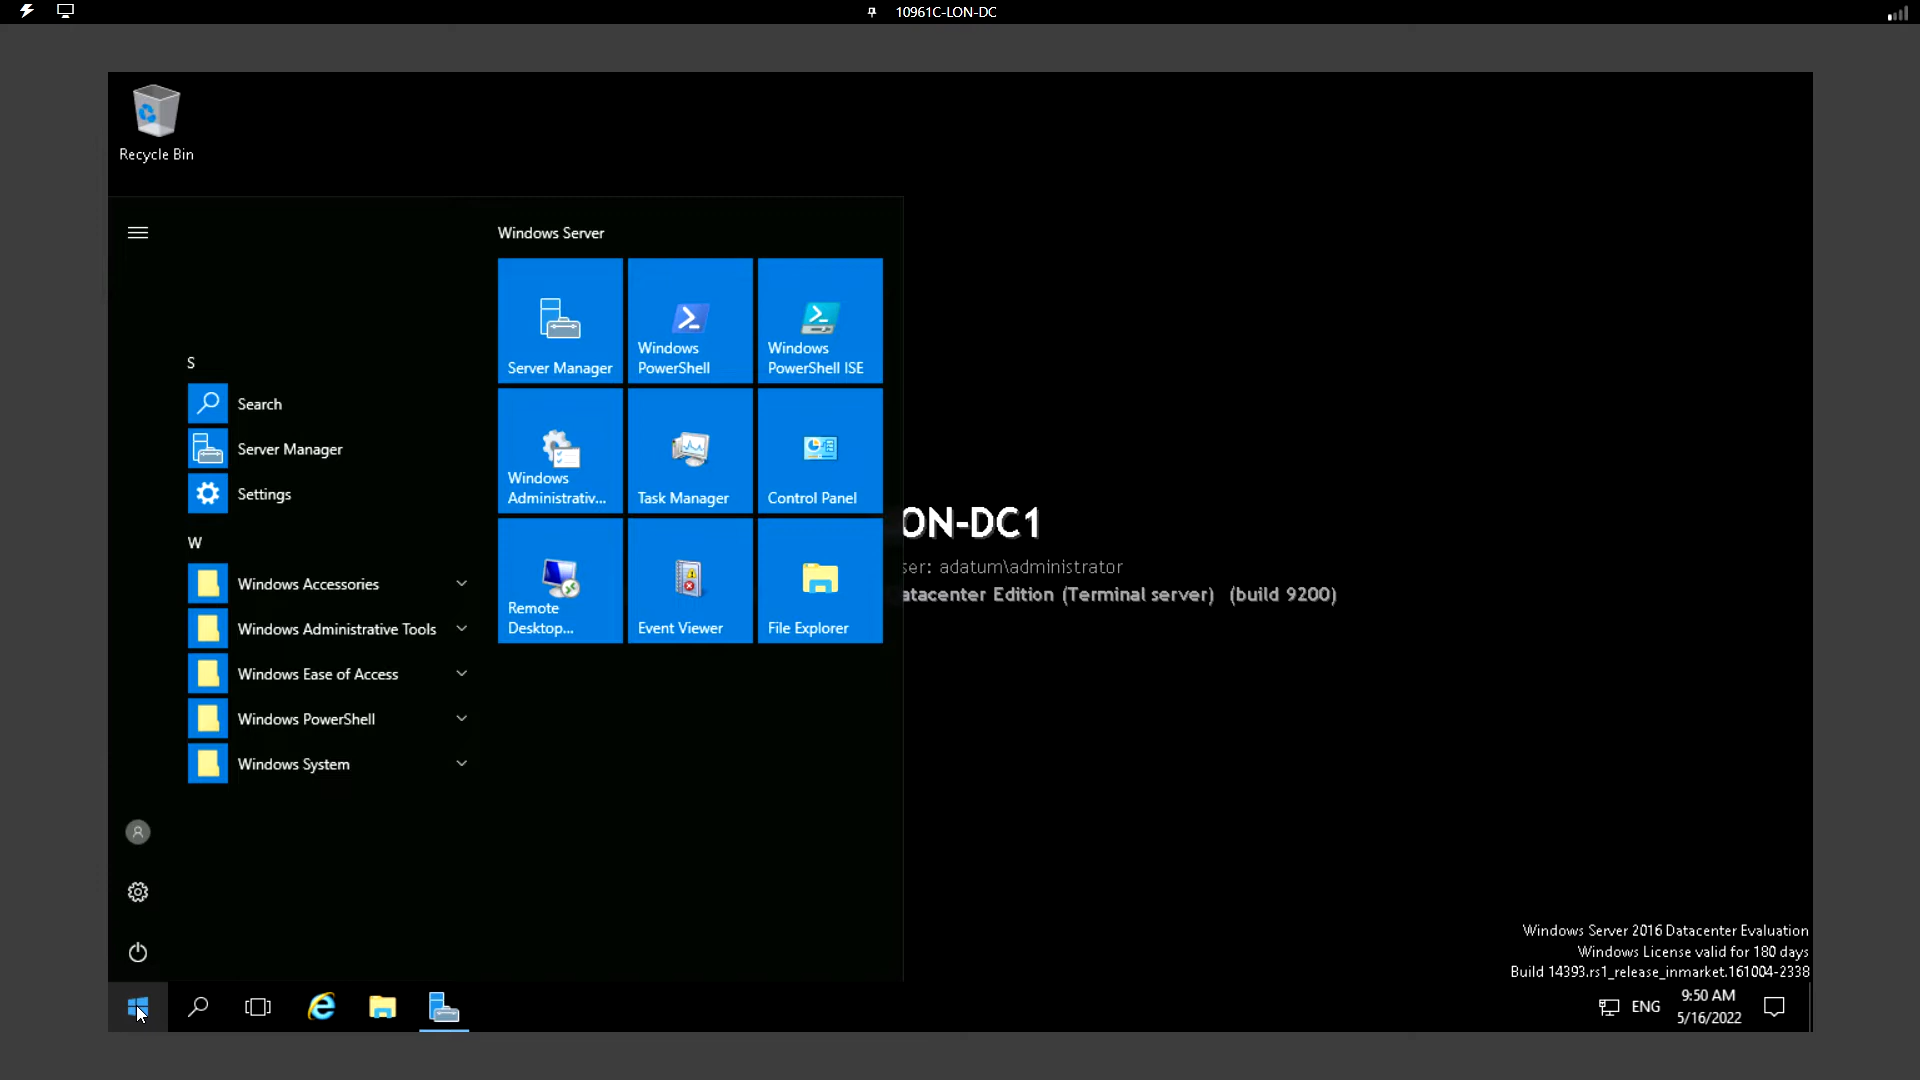 10961C-LON-DC
Recycle Bin
Windows Server
Server Manager
Windows
PowerShell
Windows
PowerShell ISE
S
Search
Server Manager
Settings
Windows
Administrativ...
Task Manager
Control Panel
W
Windows Accessories
Windows Administrative Tools
Windows Ease of Access
Windows PowerShell
Windows System
Remote
Desktop...
Event Viewer
File Explorer
ON-DC1
ser: adatum\administrator
atacenter Edition (Terminal server) (build 9200)
Windows Server 2016 Datacenter Evaluation
Windows License valid for 180 days
Build 14393.rs1_release_inmarket.161004-2338
ENG
9:50 AM
5/16/2022